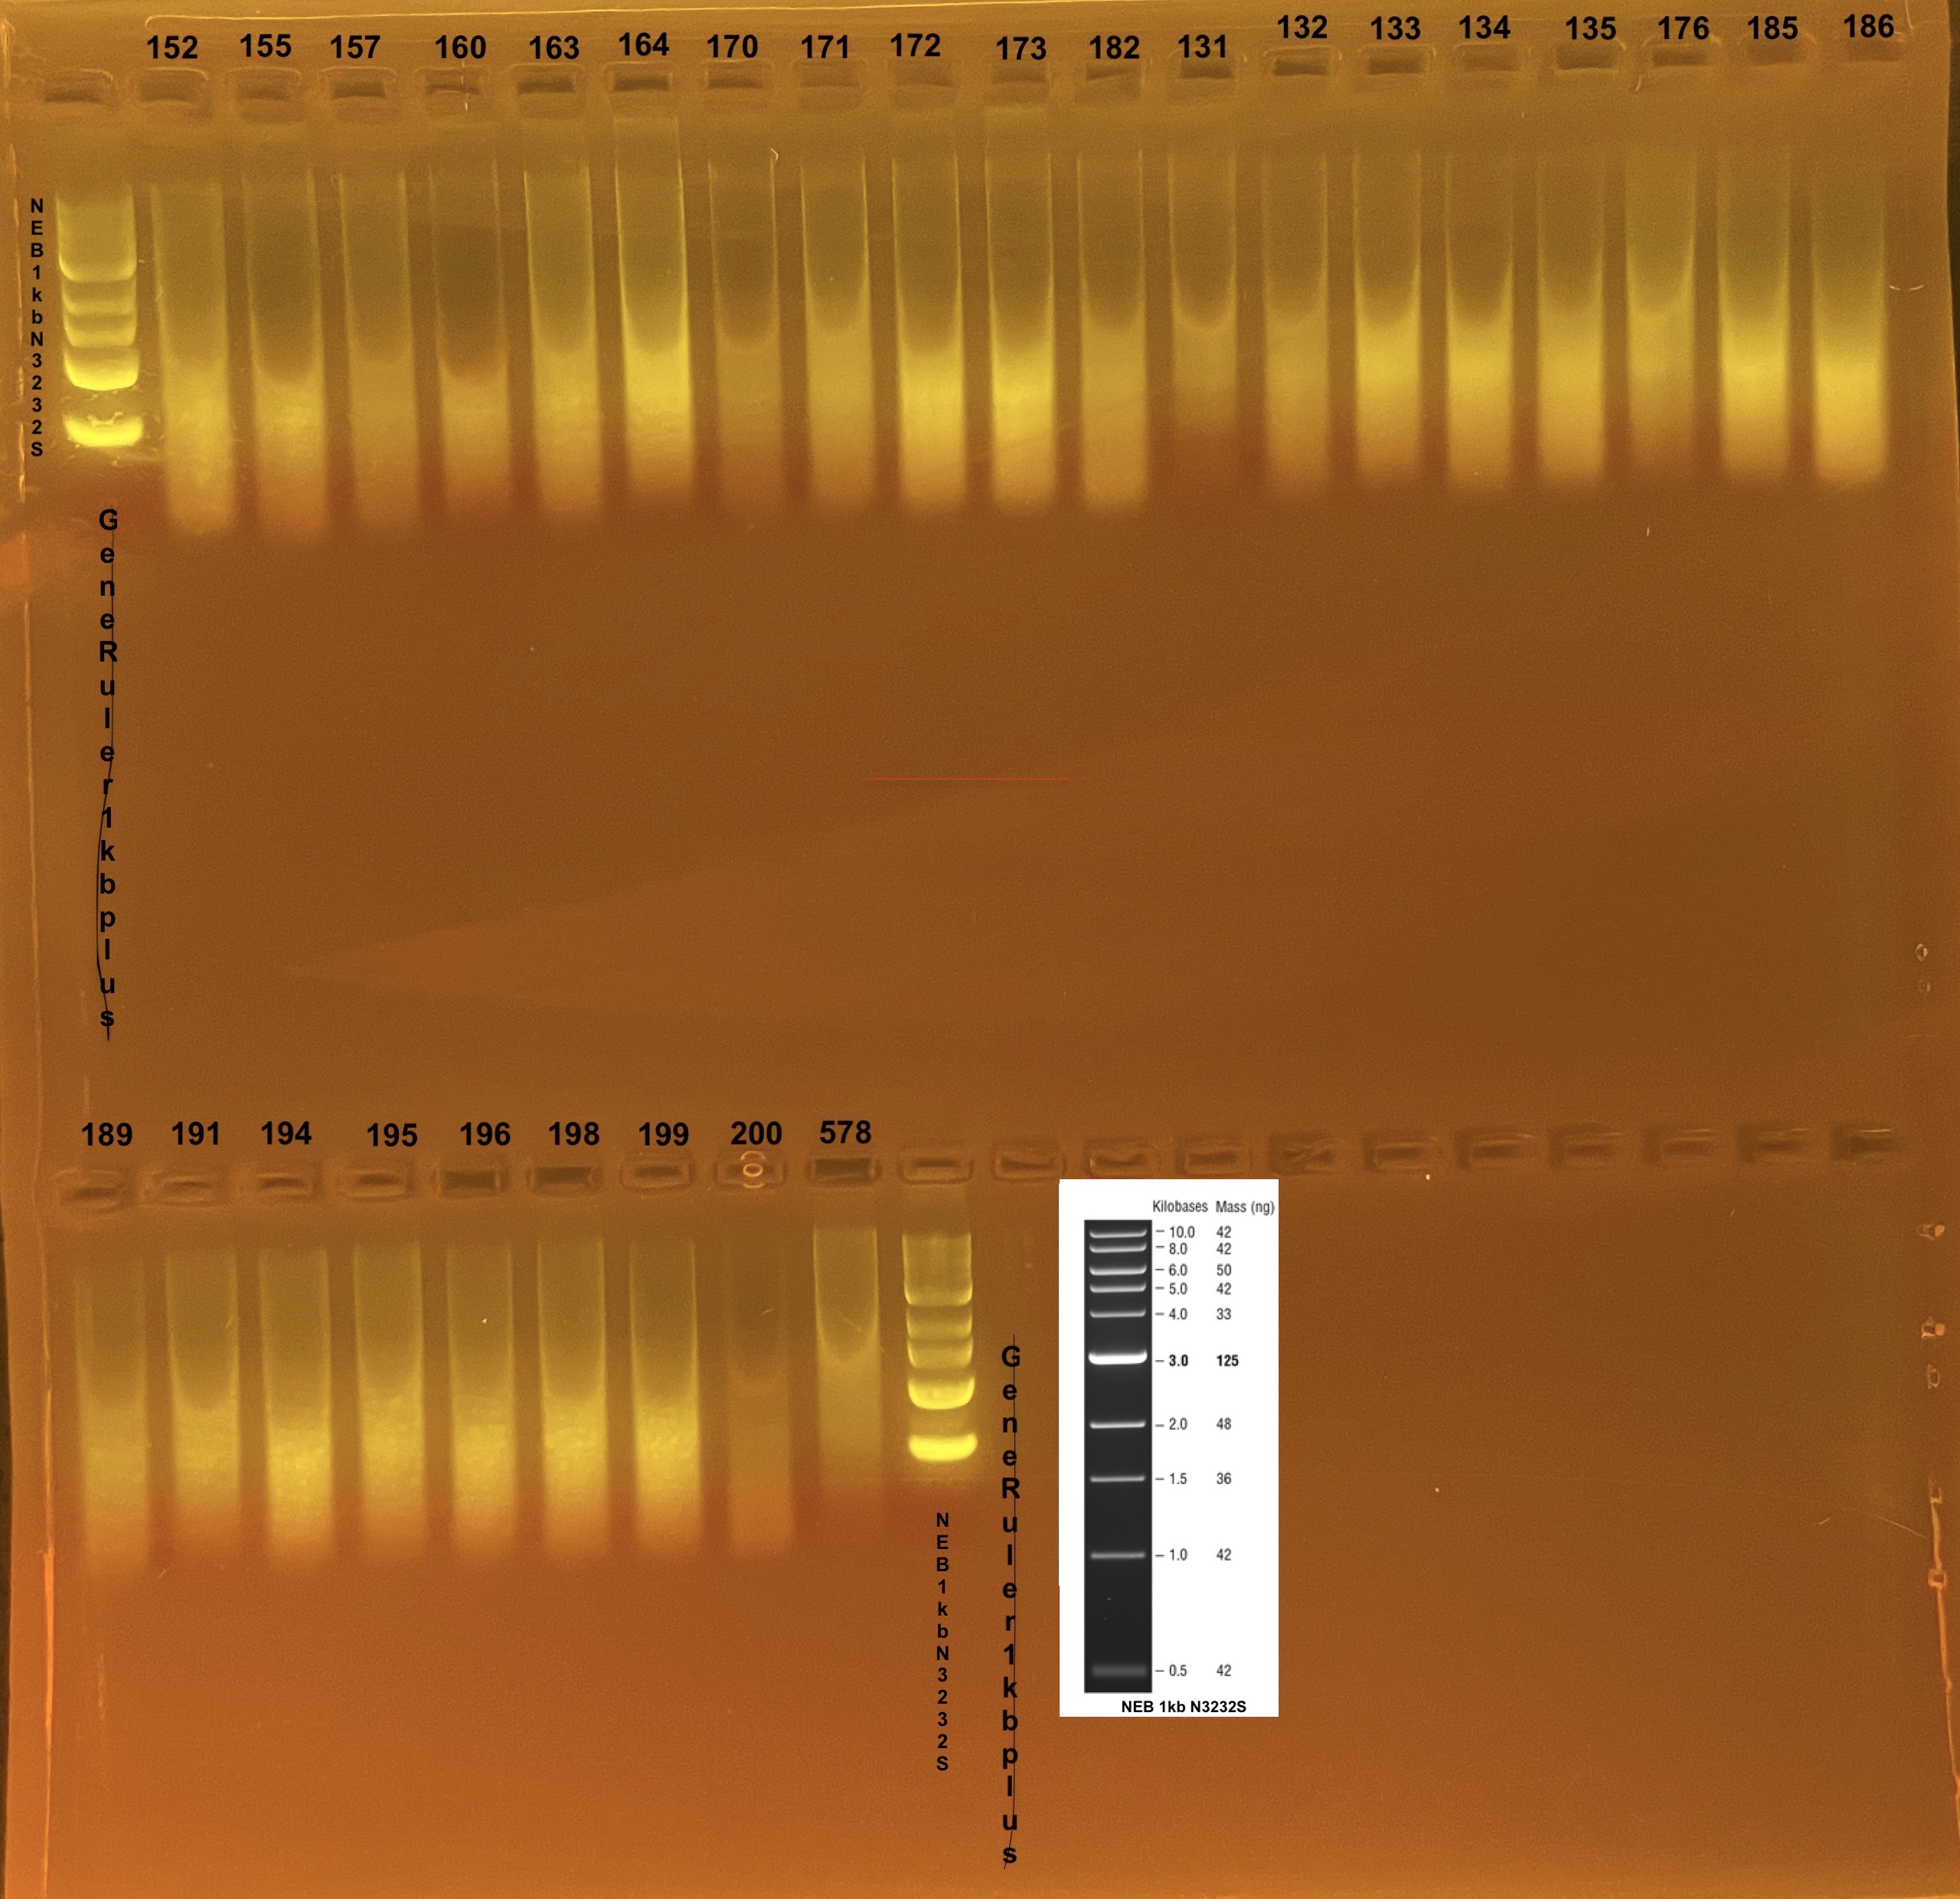 152 155 157 160 163 164 170 171 172 173 182 131 132 133 134 135 176 185 186
NEB1kbN3232S
GeneRuler1kbplus
189 191 194 195 196 198 199 200 578
NEB1kbN3232S
GeneRuler1kbplus
Kilobases Mass (ng)
10.0 42
8.0 42
6.0 50
5.0 42
4.0 33
3.0 125
2.0 48
1.5 36
1.0 42
0.5 42
NEB 1kb N3232S